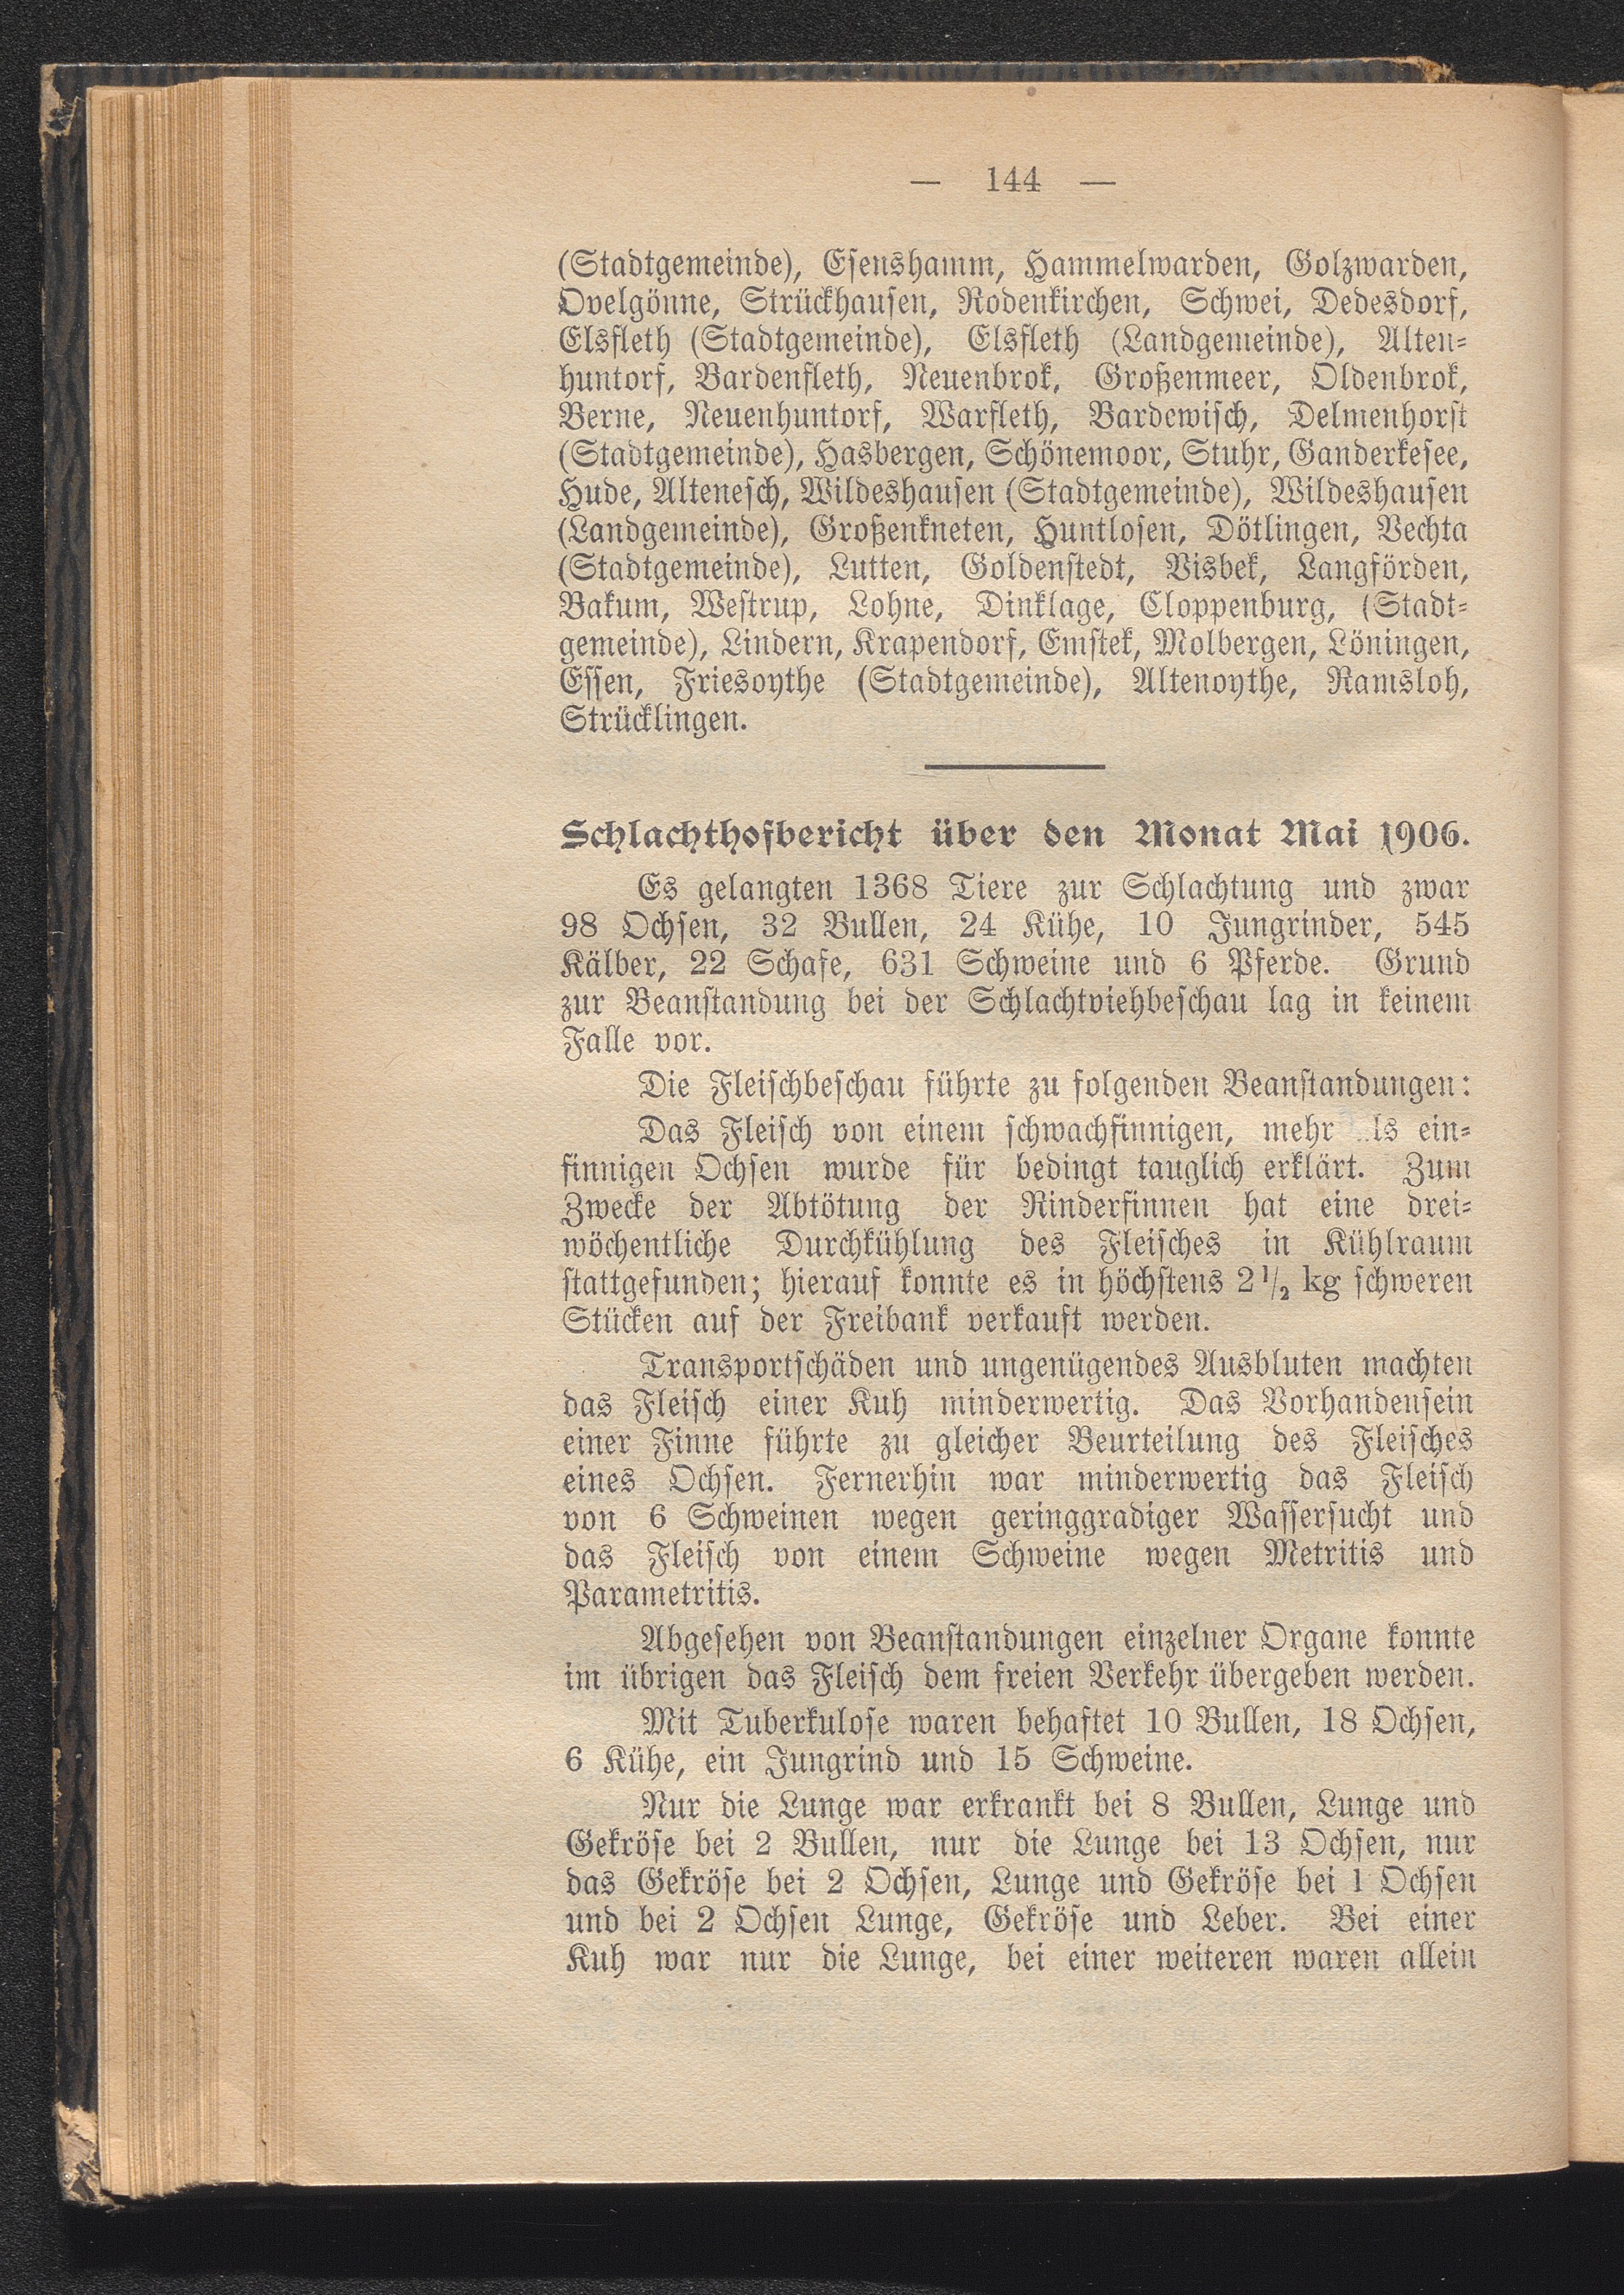 — 144 —
(Stadtgemeinde), Esenshamm, Hammelwarden, Golzwarden,
Ovelgönne, Strückhausen, Rodenkirchen, Schwei, Dedesdorf,
Elsfleth (Stadtgemeinde), Elsfleth (Landgemeinde), Alten-
huntorf, Bardenfleth, Neuenbrok, Großenmeer, Oldenbrok,
Berne, Neuenhuntorf, Warfleth, Bardewisch, Delmenhorst
(Stadtgemeinde), Hasbergen, Schönemoor, Stuhr, Ganderkesee,
Hude, Altenesch, Wildeshausen (Stadtgemeinde), Wildeshausen
(Landgemeinde), Großenkneten, Huntlosen, Dötlingen, Vechta
(Stadtgemeinde), Lutten, Goldenstedt, Visbek, Langförden,
Bakum, Westrup, Lohne, Dinklage, Cloppenburg, (Stadt-
gemeinde), Lindern, Krapendorf, Emstek, Molbergen, Löningen,
Essen, Friesoythe (Stadtgemeinde), Altenoythe, Ramsloh,
Strücklingen.
Schlachthofbericht über den Monat Mai 1906.
Es gelangten 1368 Tiere zur Schlachtung und zwar
98 Ochsen, 32 Bullen, 24 Kühe, 10 Jungrinder, 545
Kälber, 22 Schafe, 631 Schweine und 6 Pferde. Grund
zur Beanstandung bei der Schlachtviehbeschau lag in keinem
Falle vor.
Die Fleischbeschau führte zu folgenden Beanstandungen:
Das Fleisch von einem schwachfinnigen, mehr ls ein-
finnigen Ochsen wurde für bedingt tauglich erklärt. Zum
Zwecke der Abtötung der Rinderfinnen hat eine drei-
wöchentliche Durchkühlung des Fleisches in Kühlraum
stattgefunden; hierauf konnte es in höchstens 2 1/2 kg schweren
Stücken auf der Freibank verkauft werden.
Transportschäden und ungenügendes Ausbluten machten
das Fleisch einer Kuh minderwertig. Das Vorhandensein
einer Finne führte zu gleicher Beurteilung des Fleisches
eines Ochsen. Fernerhin war minderwertig das Fleisch
von 6 Schweinen wegen geringgradiger Wassersucht und
das Fleisch von einem Schweine wegen Metritis und
Parametritis.
Abgesehen von Beanstandungen einzelner Organe konnte
im übrigen das Fleisch dem freien Verkehr übergeben werden.
Mit Tuberkulose waren behaftet 10 Bullen, 18 Ochsen,
6 Kühe, ein Jungrind und 15 Schweine.
Nur die Lunge war erkrankt bei 8 Bullen, Lunge und
Gekröse bei 2 Bullen, nur die Lunge bei 13 Ochsen, nur
das Gekröse bei 2 Ochsen, Lunge und Gekröse bei 1 Ochsen
und bei 2 Ochsen Lunge, Gekröse und Leber. Bei einer
Kuh war nur die Lunge, bei einer weiteren waren allein